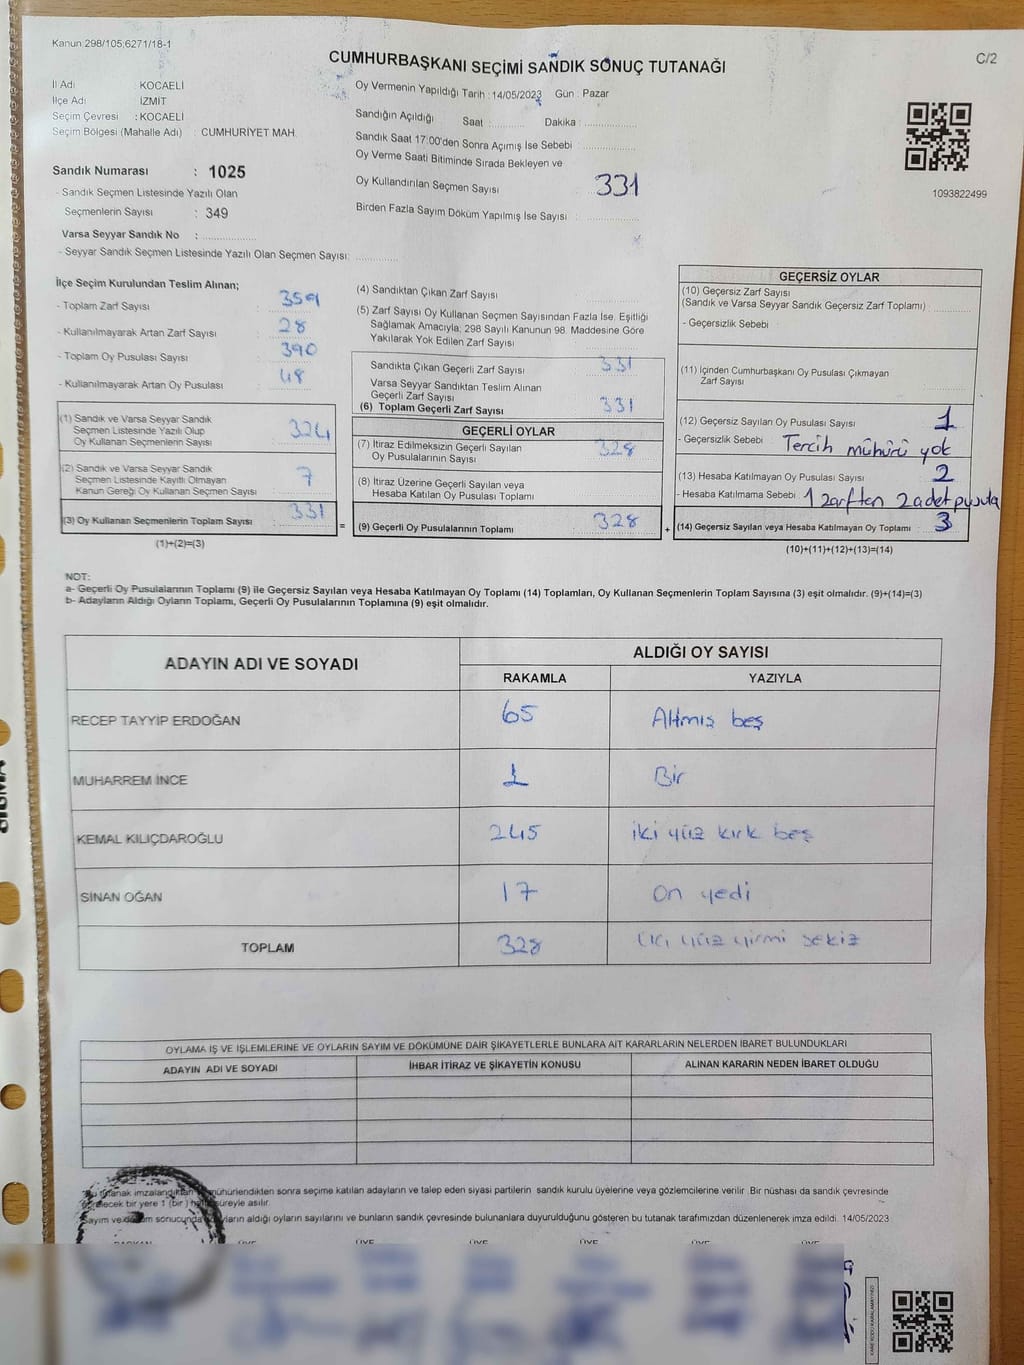 Kanun:298/105;6271/18-1
C/2
CUMHURBAŞKANI SEÇİMİ SANDIK SONUÇ TUTANAĞI
İl Adı KOCAELİ
İlçe Adı İZMİT
Seçim Çevresi : KOCAELİ
Seçim Bölgesi (Mahalle Adı) : CUMHURİYET MAH.
Sandık Numarası : 1025
- Sandık Seçmen Listesinde Yazılı Olan
Seçmenlerin Sayısı : 349
Varsa Seyyar Sandık No : ..............
- Seyyar Sandık Seçmen Listesinde Yazılı Olan Seçmen Sayısı: ............
Oy Vermenin Yapıldığı Tarih : 14/05/2023 Gün : Pazar
Sandığın Açıldığı Saat : .......... Dakika : ..............
Sandık Saat 17:00'den Sonra Açımış İse Sebebi : ..............
Oy Verme Saati Bitiminde Sırada Bekleyen ve
Oy Kullandırılan Seçmen Sayısı 331
Birden Fazla Sayım Döküm Yapılmış İse Sayısı : ..............
1093822499
İlçe Seçim Kurulundan Teslim Alınan;
- Toplam Zarf Sayısı : 359
- Kullanılmayarak Artan Zarf Sayısı : 28
- Toplam Oy Pusulası Sayısı : 390
- Kullanılmayarak Artan Oy Pusulası : 48
(1) Sandık ve Varsa Seyyar Sandık
Seçmen Listesinde Yazılı Olup
Oy Kullanan Seçmenlerin Sayısı 324
(2) Sandık ve Varsa Seyyar Sandık
Seçmen Listesinde Kayıtlı Olmayan
Kanun Gereği Oy Kullanan Seçmen Sayısı 7
(3) Oy Kullanan Seçmenlerin Toplam Sayısı : 331
(1)+(2)=(3)
(4) Sandıktan Çıkan Zarf Sayısı
(5) Zarf Sayısı Oy Kullanan Seçmen Sayısından Fazla İse, Eşitliği
Sağlamak Amacıyla; 298 Sayılı Kanunun 98. Maddesine Göre
Yakılarak Yok Edilen Zarf Sayısı
Sandıkta Çıkan Geçerli Zarf Sayısı 331
Varsa Seyyar Sandıktan Teslim Alınan
Geçerli Zarf Sayısı
(6) Toplam Geçerli Zarf Sayısı 331
GEÇERLİ OYLAR
(7) İtiraz Edilmeksizin Geçerli Sayılan
Oy Pusulalarının Sayısı 328
(8) İtiraz Üzerine Geçerli Sayılan veya
Hesaba Katılan Oy Pusulası Toplamı
= (9) Geçerli Oy Pusulalarının Toplamı 328 +
GEÇERSİZ OYLAR
(10) Geçersiz Zarf Sayısı
(Sandık ve Varsa Seyyar Sandık Geçersiz Zarf Toplamı) :
- Geçersizlik Sebebi :
(11) İçinden Cumhurbaşkanı Oy Pusulası Çıkmayan
Zarf Sayısı
(12) Geçersiz Sayılan Oy Pusulası Sayısı : 1
- Geçersizlik Sebebi : Tercih mühürü yok
(13) Hesaba Katılmayan Oy Pusulası Sayısı : 2
- Hesaba Katılmama Sebebi : 1 zarftan 2 adet pusula
(14) Geçersiz Sayılan veya Hesaba Katılmayan Oy Toplamı : 3
(10)+(11)+(12)+(13)=(14)
NOT:
a- Geçerli Oy Pusulalarının Toplamı (9) ile Geçersiz Sayılan veya Hesaba Katılmayan Oy Toplamı (14) Toplamları, Oy Kullanan Seçmenlerin Toplam Sayısına (3) eşit olmalıdır. (9)+(14)=(3)
b- Adayların Aldığı Oyların Toplamı, Geçerli Oy Pusulalarının Toplamına (9) eşit olmalıdır.
ADAYIN ADI VE SOYADI ALDIĞI OY SAYISI
RAKAMLA YAZIYLA
RECEP TAYYİP ERDOĞAN 65 Altmış beş
MUHARREM İNCE 1 Bir
KEMAL KILIÇDAROĞLU 245 iki yüz kırk beş
SİNAN OĞAN 17 on yedi
TOPLAM 328 üç yüz yirmi sekiz
OYLAMA İŞ VE İŞLEMLERİNE VE OYLARIN SAYIM VE DÖKÜMÜNE DAİR ŞİKAYETLERLE BUNLARA AİT KARARLARIN NELERDEN İBARET BULUNDUKLARI
ADAYIN ADI VE SOYADI İHBAR İTİRAZ VE ŞİKAYETİN KONUSU ALINAN KARARIN NEDEN İBARET OLDUĞU
tutanak imzalandıktan mühürlendikten sonra seçime katılan adayların ve talep eden siyasi partilerin sandık kurulu üyelerine veya gözlemcilerine verilir. Bir nüshası da sandık çevresinde
bir yere 1 (bir) süreyle asılır.
Sayım ve sonucunda oyların aldığı oyların sayılarını ve bunların sandık çevresinde bulunanlara duyurulduğunu gösteren bu tutanak tarafımızdan düzenlenerek imza edildi. 14/05/2023
BAŞKAN ÜYE ÜYE ÜYE ÜYE ÜYE ÜYE